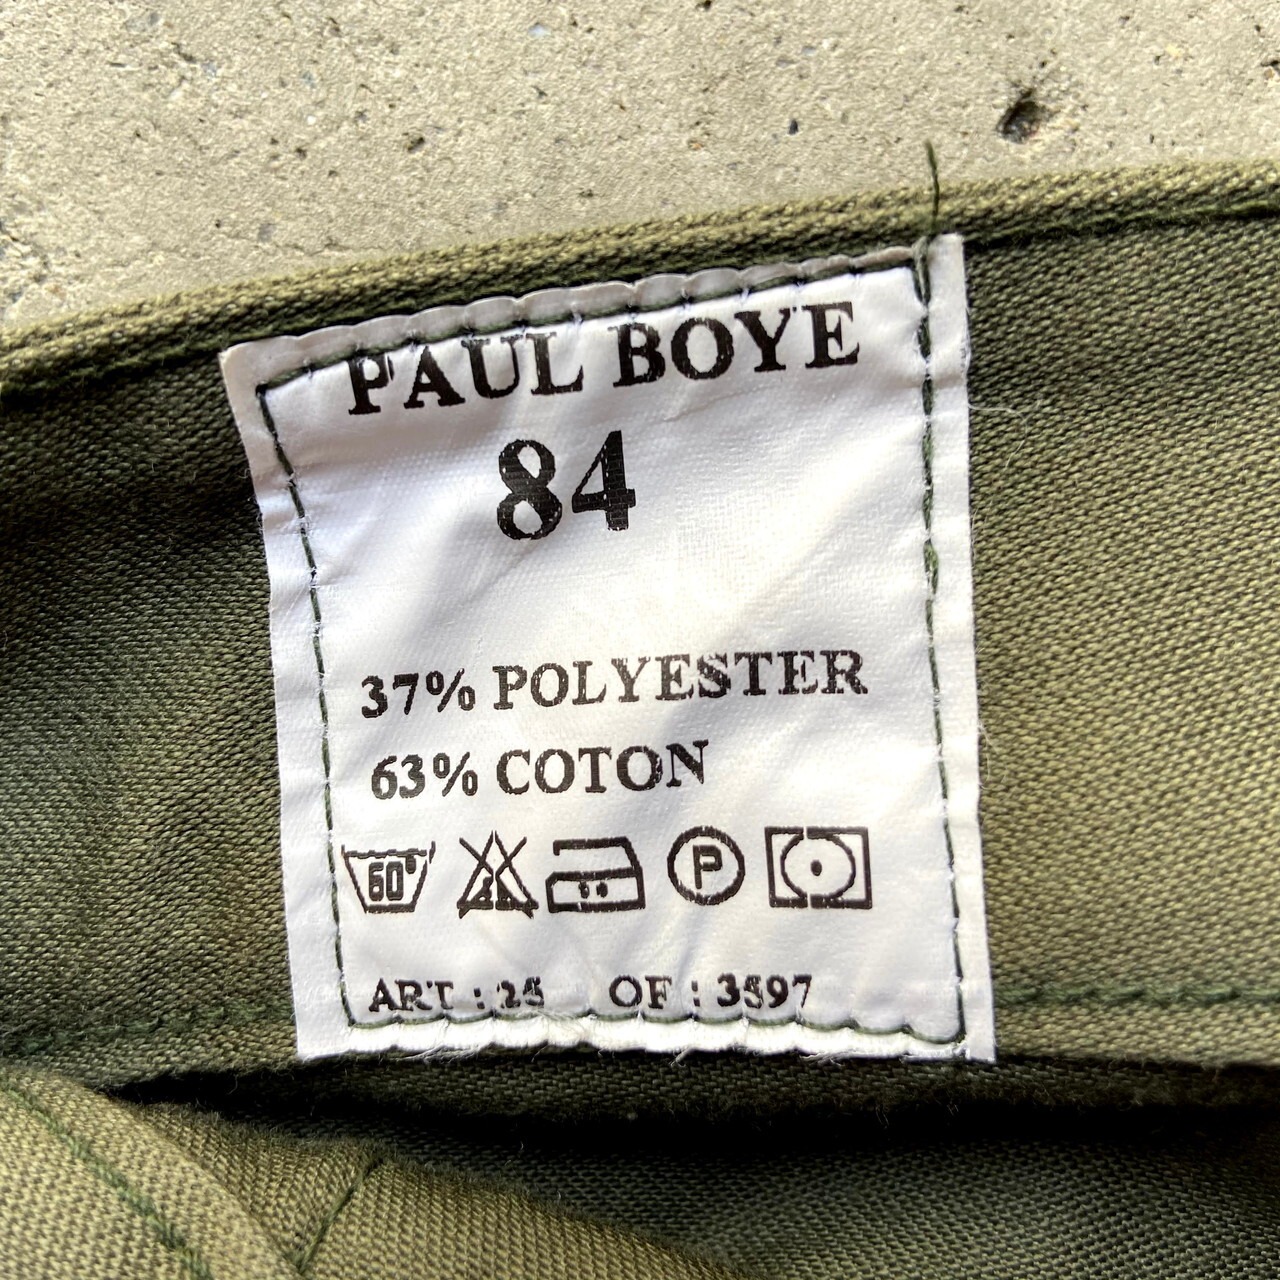 PAUL BOYE
84
37% POLYESTER
63% COTON
60° P
ART : 25 OF : 3597